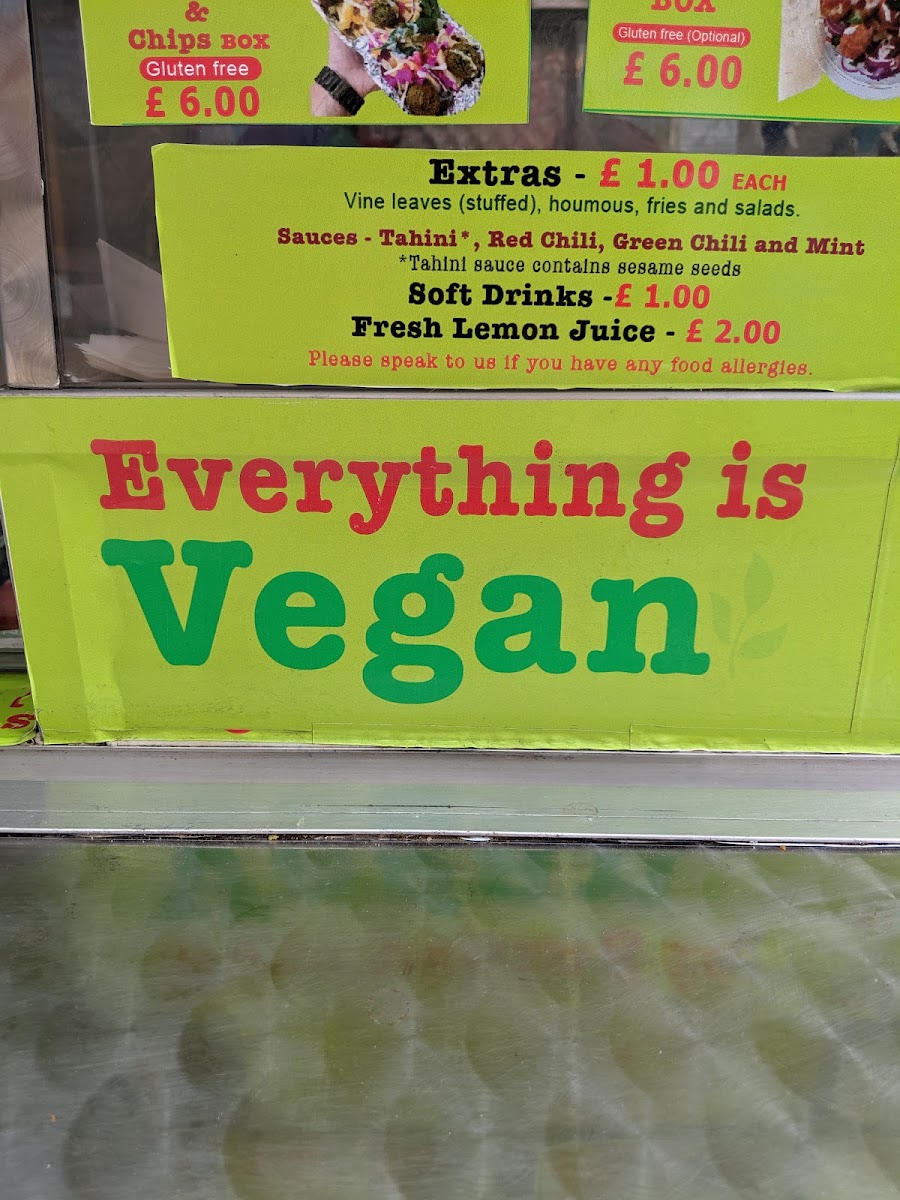 &
Chips BOX
Gluten free
£ 6.00
BOX
Gluten free (Optional)
£ 6.00
Extras - £ 1.00 EACH
Vine leaves (stuffed), houmous, fries and salads.
Sauces - Tahini*, Red Chili, Green Chili and Mint
*Tahini sauce contains sesame seeds
Soft Drinks -£ 1.00
Fresh Lemon Juice - £ 2.00
Please speak to us if you have any food allergies.
Everything is
Vegan